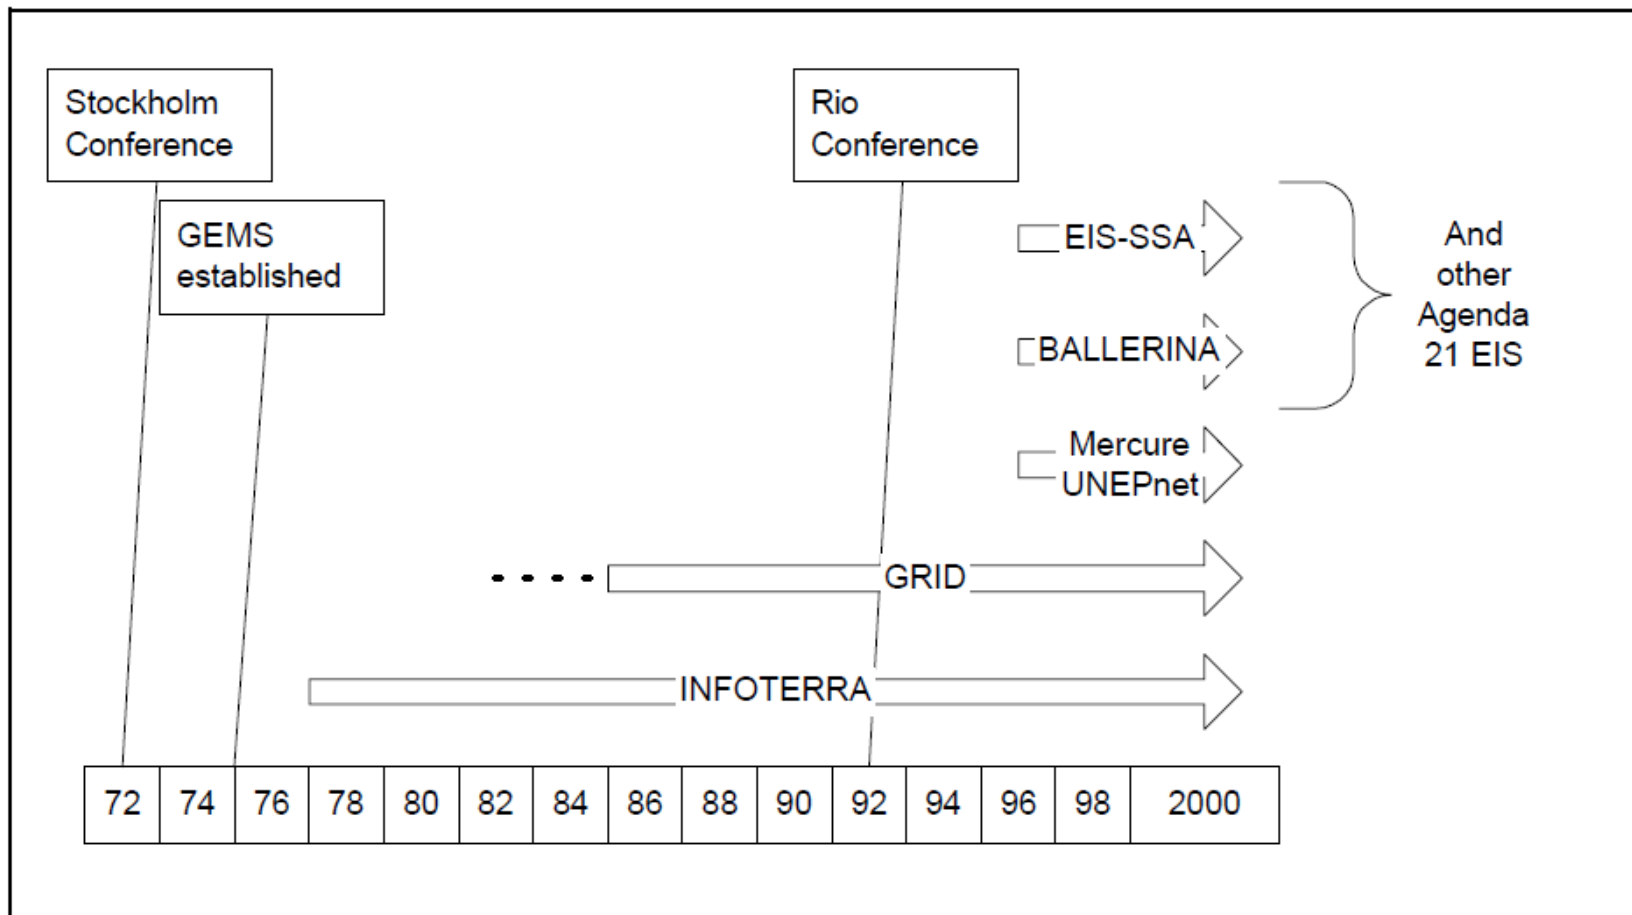 Stockholm
Conference
Rio
Conference
GEMS
established
EIS-SSA
BALLERINA
And
other
Agenda
21 EIS
Mercure
UNEPnet
GRID
INFOTERRA
72 74 76 78 80 82 84 86 88 90 92 94 96 98 2000